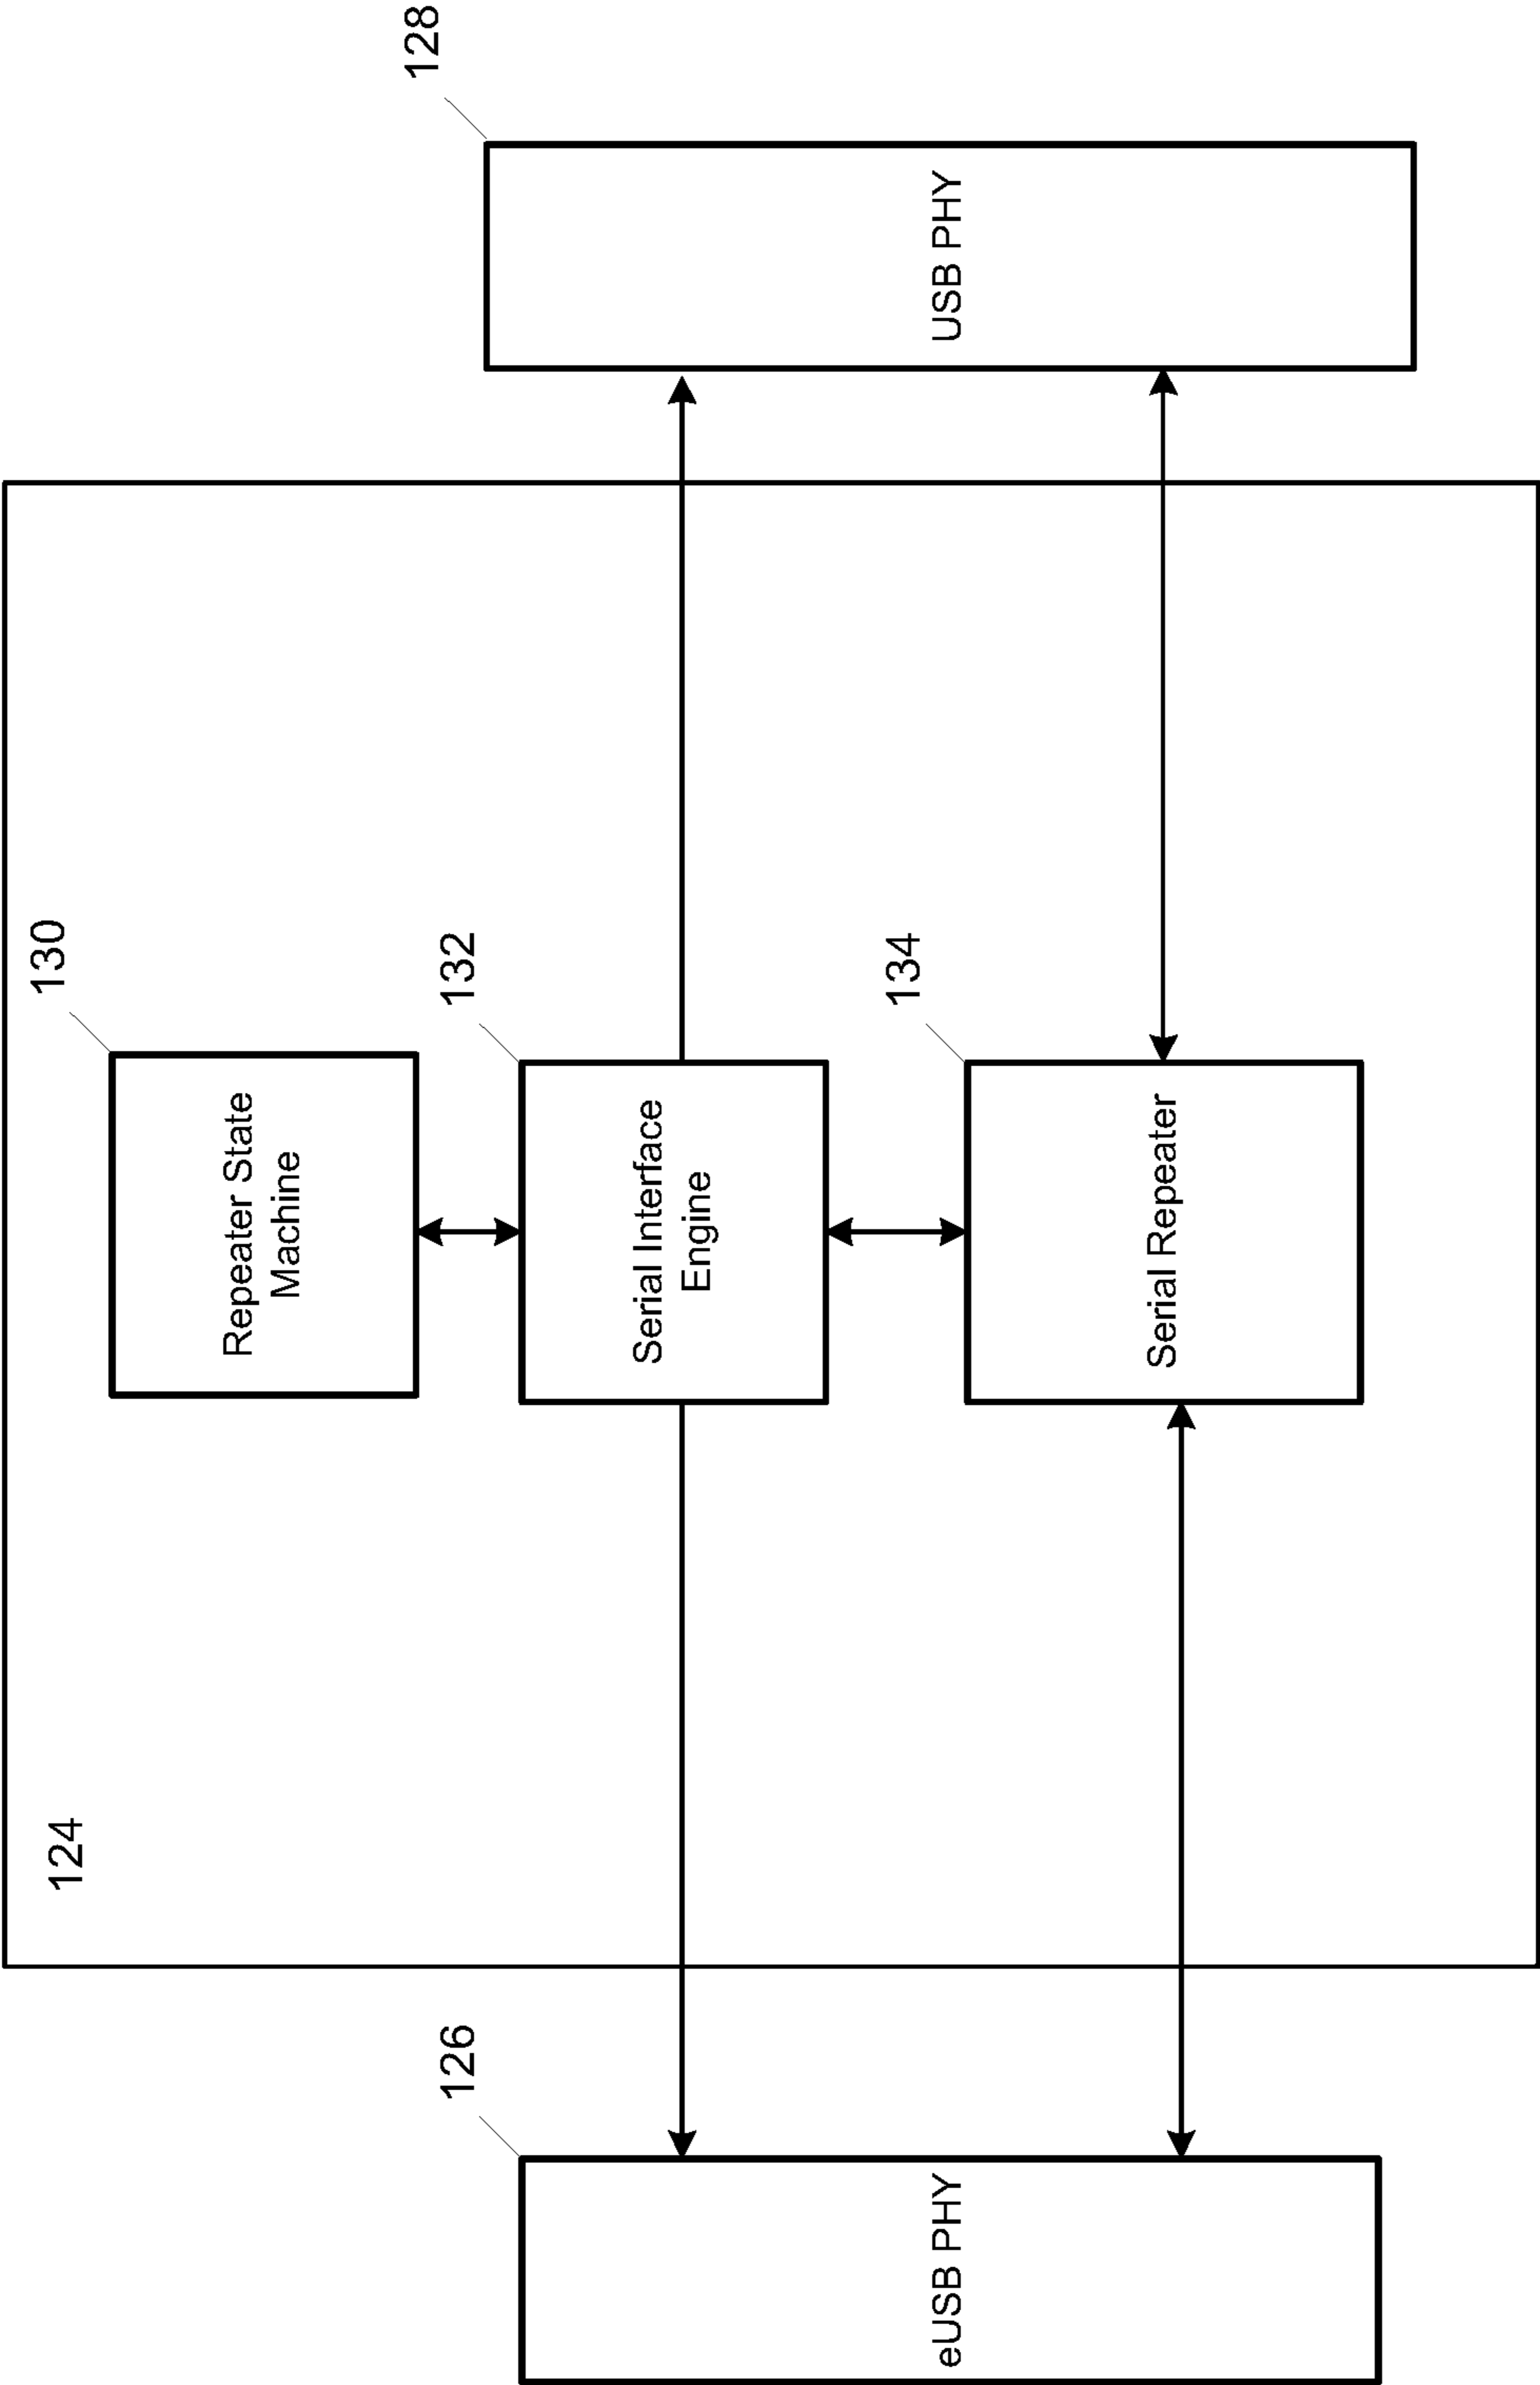 130
Repeater State
Machine
124
128
126
132
Serial Interface
Engine
eUSB PHY
USB PHY
134
Serial Repeater